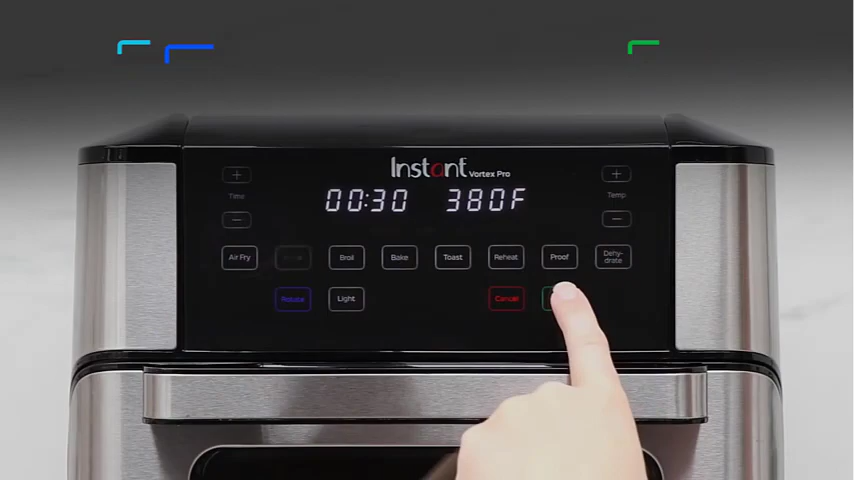 Instant Vortex Pro
+ +
Time Temp
00:30 380F
− −
Air Fry Broil Bake Toast Reheat Proof Dehy-
drate
Rotate Light Cancel